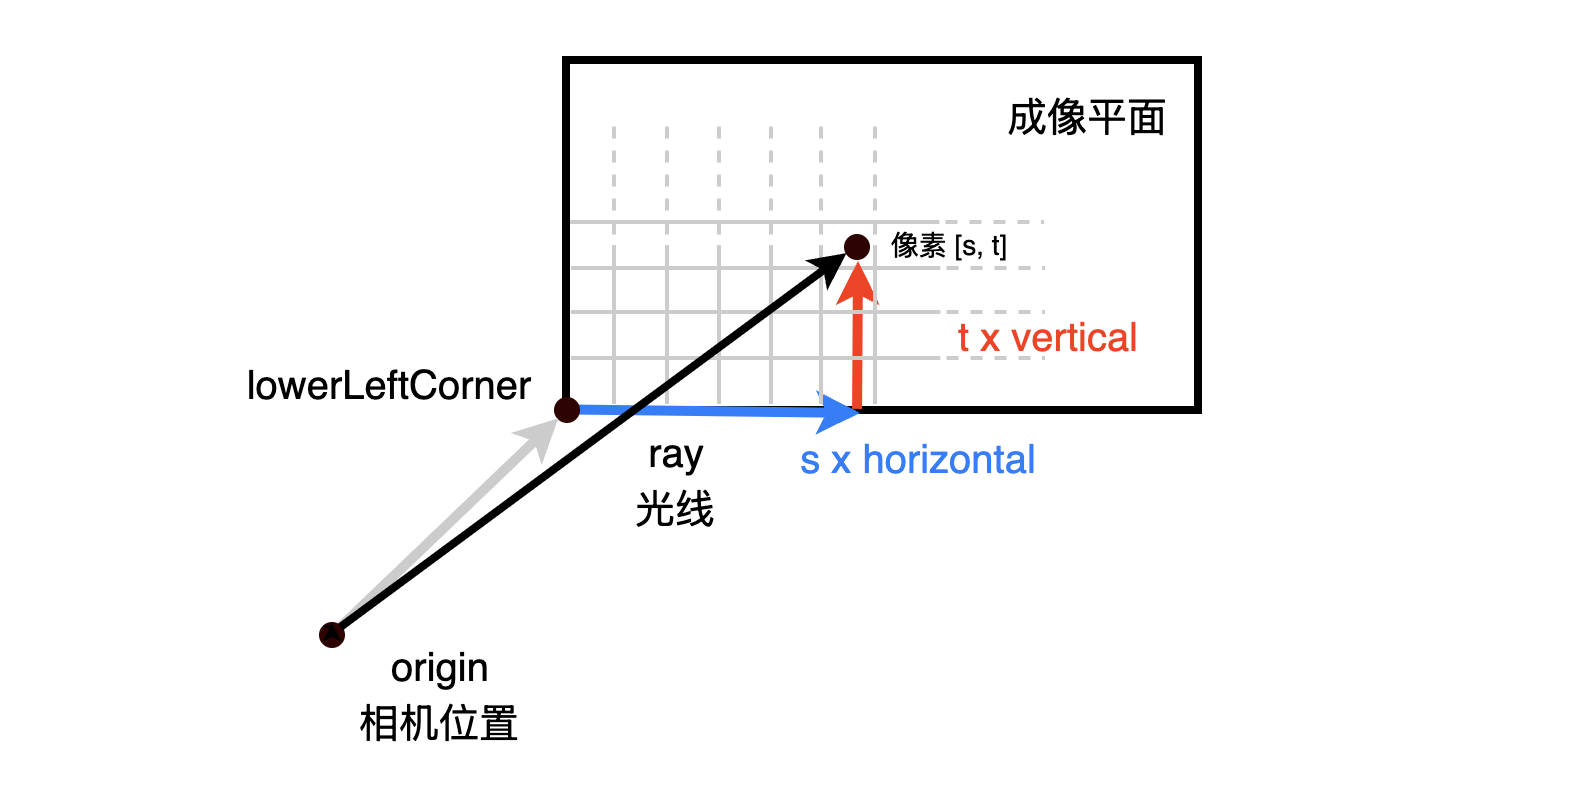 成像平面
像素 [s, t]
t x vertical
lowerLeftCorner
ray
光线
s x horizontal
origin
相机位置